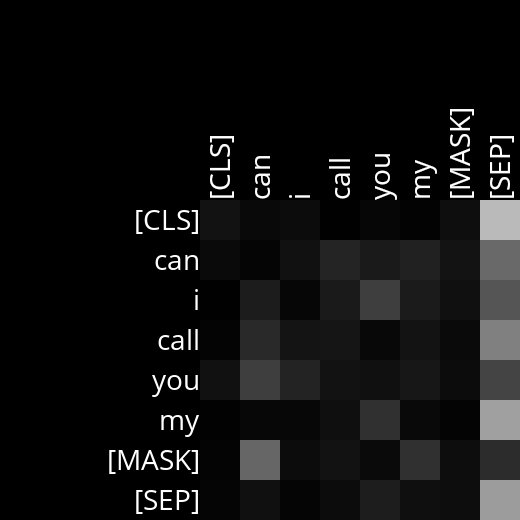 [CLS] can i call you my [MASK] [SEP]
[CLS]
can
i
call
you
my
[MASK]
[SEP]